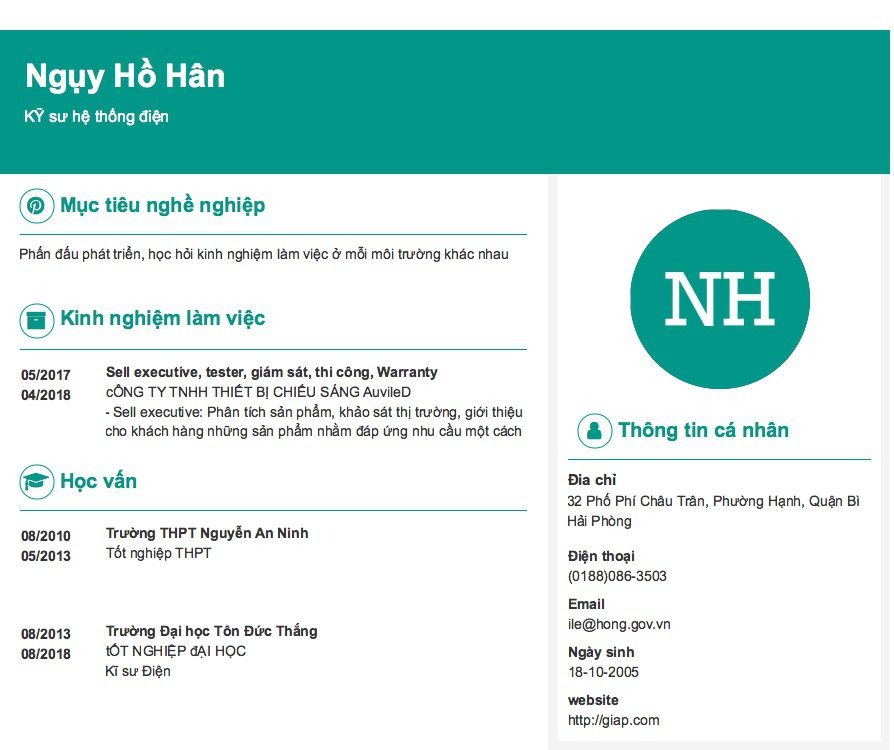 Ngụy Hồ Hân
KỸ sư hệ thống điện
Mục tiêu nghề nghiệp
Phấn đấu phát triển, học hỏi kinh nghiệm làm việc ở mỗi môi trường khác nhau
Kinh nghiệm làm việc
05/2017
04/2018
Sell executive, tester, giám sát, thi công, Warranty
cÔNG TY TNHH THIẾT BỊ CHIẾU SÁNG AuvileD
- Sell executive: Phân tích sản phẩm, khảo sát thị trường, giới thiệu
cho khách hàng những sản phẩm nhằm đáp ứng nhu cầu một cách
Học vấn
08/2010
05/2013
Trường THPT Nguyễn An Ninh
Tốt nghiệp THPT
08/2013
08/2018
Trường Đại học Tôn Đức Thắng
tỐT NGHIỆP đẠI HỌC
Kĩ sư Điện
NH
Thông tin cá nhân
Đia chỉ
32 Phố Phí Châu Trân, Phường Hạnh, Quận Bì
Hải Phòng
Điện thoại
(0188)086-3503
Email
ile@hong.gov.vn
Ngày sinh
18-10-2005
website
http://giap.com